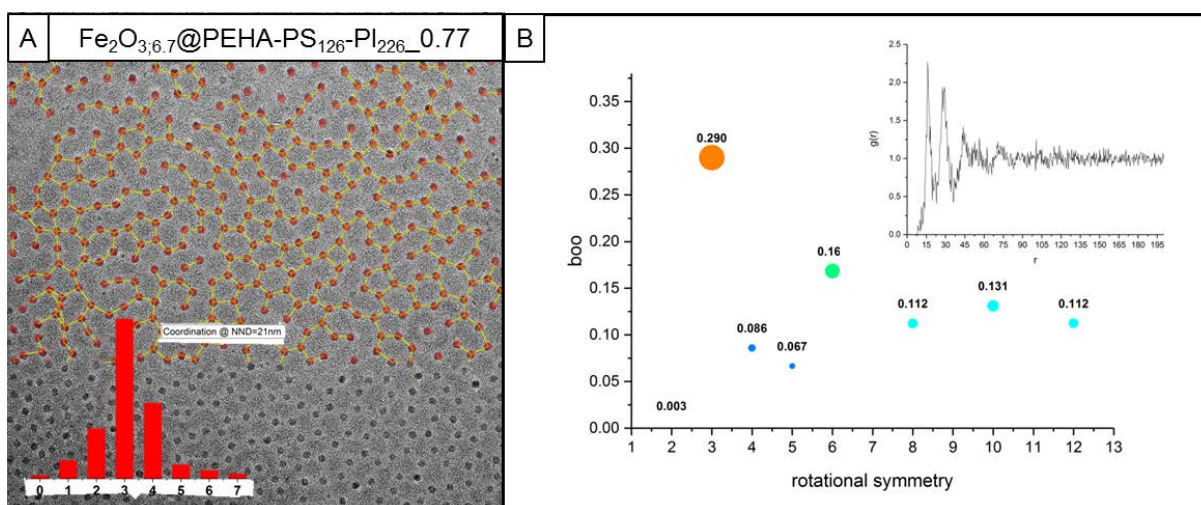 A
Fe₂O₃;₆.₇@PEHA-PS₁₂₆-PI₂₂₆_0.77
Coordination @ NND=21nm
0 1 2 3 4 5 6 7
B
boo
0.35
0.30
0.25
0.20
0.15
0.10
0.05
0.00
0.290
0.16
0.131
0.112
0.112
0.086
0.067
0.003
1 2 3 4 5 6 7 8 9 10 11 12 13
rotational symmetry
g(r)
2.5
2.0
1.5
1.0
0.5
0.0
0 15 30 45 60 75 90 105 120 135 150 165 180 195
r